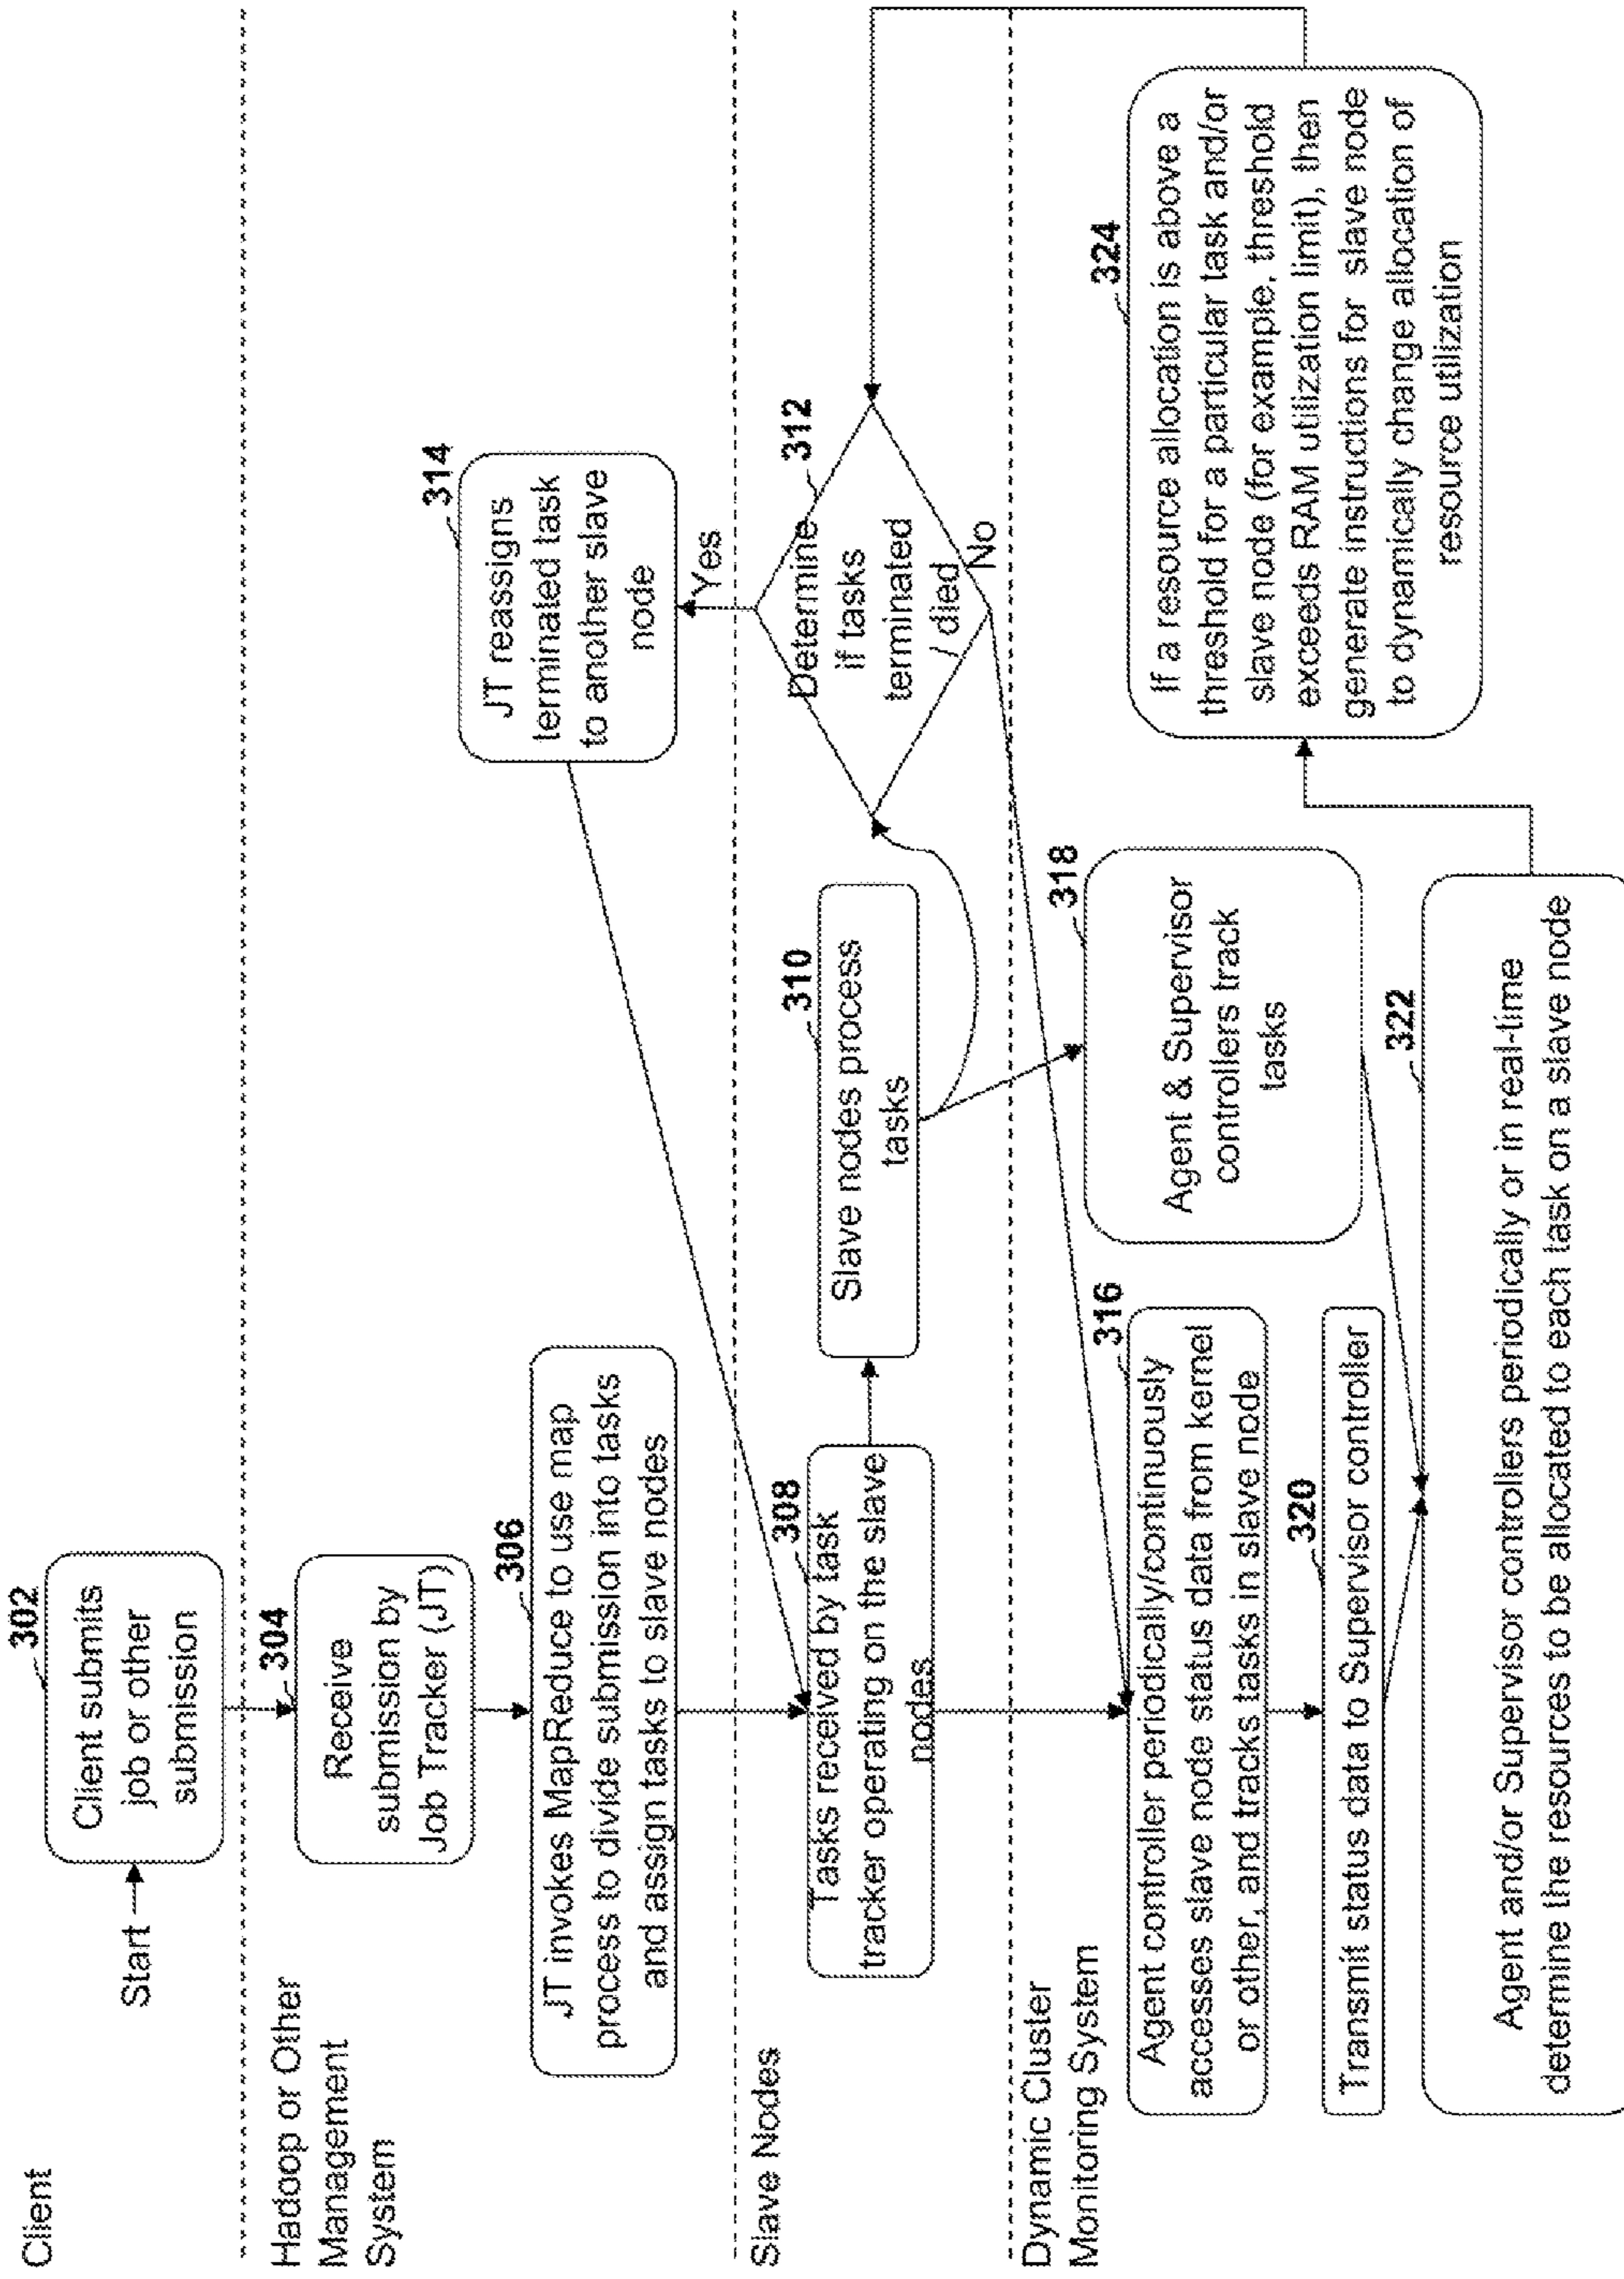 Client
Start
302
Client submits
job or other
submission
Hadoop or Other
Management
System
304
Receive
submission by
Job Tracker (JT)
306
JT invokes MapReduce to use map
process to divide submission into tasks
and assign tasks to slave nodes
314
JT reassigns
terminated task
to another slave
node
Slave Nodes
308
Tasks received by task
tracker operating on the slave
nodes
310
Slave nodes process
tasks
312
Determine
if tasks
terminated
/ died
Yes
No
Dynamic Cluster
Monitoring System
316
Agent controller periodically/continuously
accesses slave node status data from kernel
or other, and tracks tasks in slave node
318
Agent & Supervisor
controllers track
tasks
320
Transmit status data to Supervisor controller
322
Agent and/or Supervisor controllers periodically or in real-time
determine the resources to be allocated to each task on a slave node
324
If a resource allocation is above a
threshold for a particular task and/or
slave node (for example, threshold
exceeds RAM utilization limit), then
generate instructions for slave node
to dynamically change allocation of
resource utilization